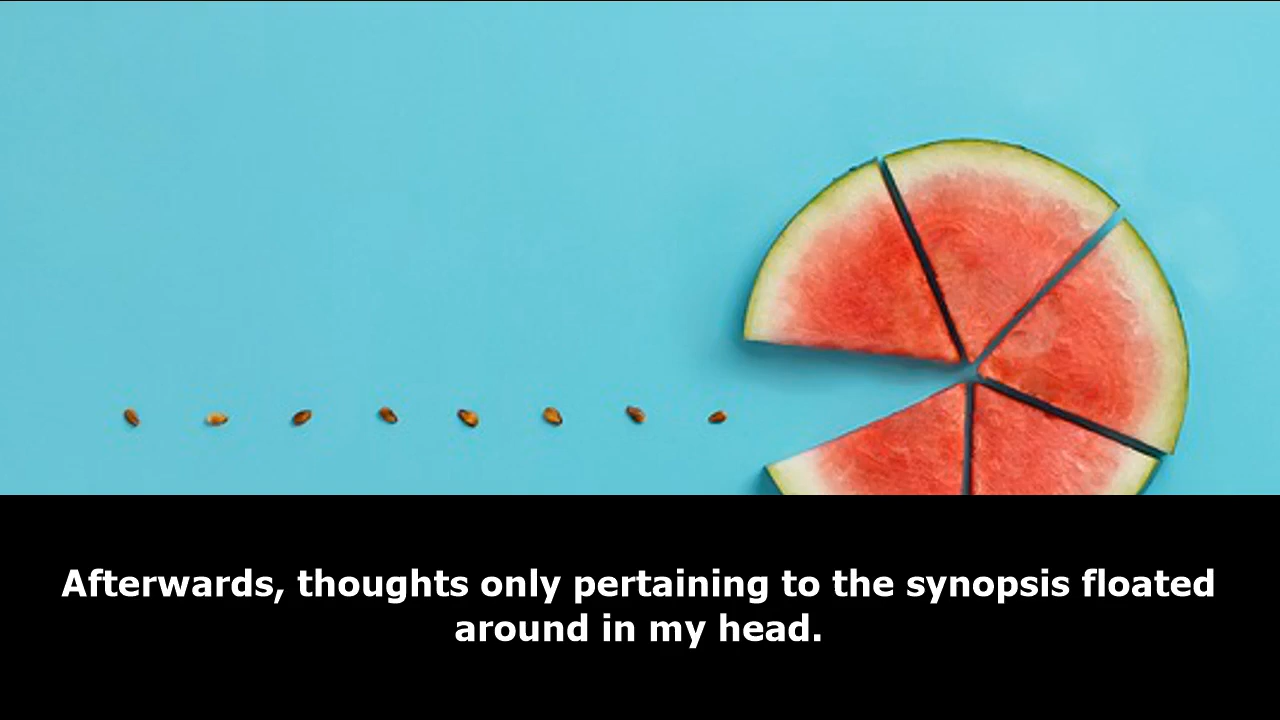 Afterwards, thoughts only pertaining to the synopsis floated
around in my head.